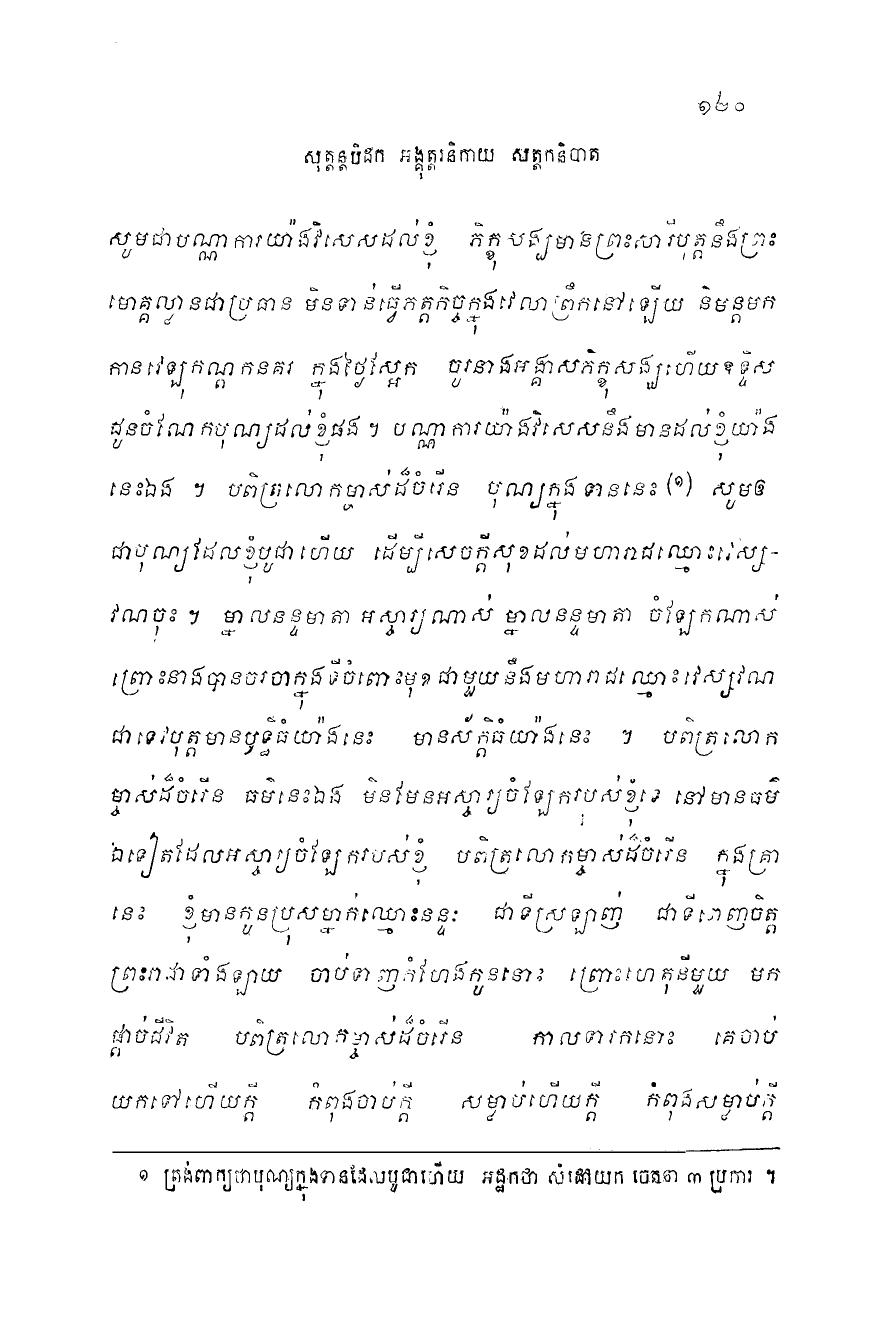 ១៤០
សុត្តន្តបិដក អង្គុត្តរនិកាយ សត្តកនិបាត
សូមជាបណ្ណាការយ៉ាងវិសេសដល់ខ្ញុំ ភិក្ខុសង្ឃមានព្រះសារីបុត្តនឹងព្រះ
មោគ្គល្លានជាប្រធាន មិនទាន់ធ្វើភត្តកិច្ចក្នុងវេលាព្រឹកនៅឡើយ និមន្តមក
កានវេឡុកណ្ដកនគរ ក្នុងថ្ងៃស្អែក ចូរនាងអង្គាសភិក្ខុសង្ឃហើយឧទ្ទិស
ជូនចំណែកបុណ្យដល់ខ្ញុំផង ។ បណ្ណាការយ៉ាងវិសេសនឹងមានដល់ខ្ញុំយ៉ាង
នេះឯង ។ បពិត្រលោកម្ចាស់ដ៏ចំរើន បុណ្យក្នុងទាននេះ (១) សូមឲ
ជាបុណ្យដែលខ្ញុំបូជាហើយ ដើម្បីសេចក្ដីសុខដល់មហារាជឈ្មោះវេស្ស-
វណចុះ ។ ម្នាលនន្ទមាតា អស្ចារ្យណាស់ ម្នាលនន្ទមាតា ចំឡែកណាស់
ព្រោះនាងបានចរចាក្នុងទីចំពោះមុខជាមួយនឹងមហារាជឈ្មោះវេស្សវណ
ជាទេវបុត្តមានឫទ្ធិធំយ៉ាងនេះ មានស័ក្តិធំយ៉ាងនេះ ។ បពិត្រលោក
ម្ចាស់ដ៏ចំរើន ធម៌នេះឯង មិនមែនអស្ចារ្យចំឡែករបុស់ខ្ញុំទេ នៅមានធម៌
ឯទៀតដែលអស្ចារ្យចំឡែករបស់ខ្ញុំ បពិត្រលោកម្ចាស់ដ៏ចំរើន ក្នុងគ្រា
នេះ ខ្ញុំមានកូនប្រុសម្នាក់ឈ្មោះនន្ទៈ ជាទីស្រឡាញ់ ជាទីពេញចិត្ត
ព្រះរាជាទាំងឡាយ ចាប់ទាញកំហែងកូននោះ ព្រោះហេតុនីមួយ មក
ផ្ដាច់ជីវិត បពិត្រលោកម្ចាស់ដ៏ចំរើន កាលទារកនោះ គេចាប់
យកទៅហើយក្ដី កំពុងចាប់ក្ដី សម្លាប់ហើយក្ដី កំពុងសម្លាប់ក្ដី
១ ត្រង់ពាក្យថាបុណ្យក្នុងទានដែលបូជាហើយ អដ្ឋកថា សំដៅយក ចេតនា ៣ ប្រការ ។